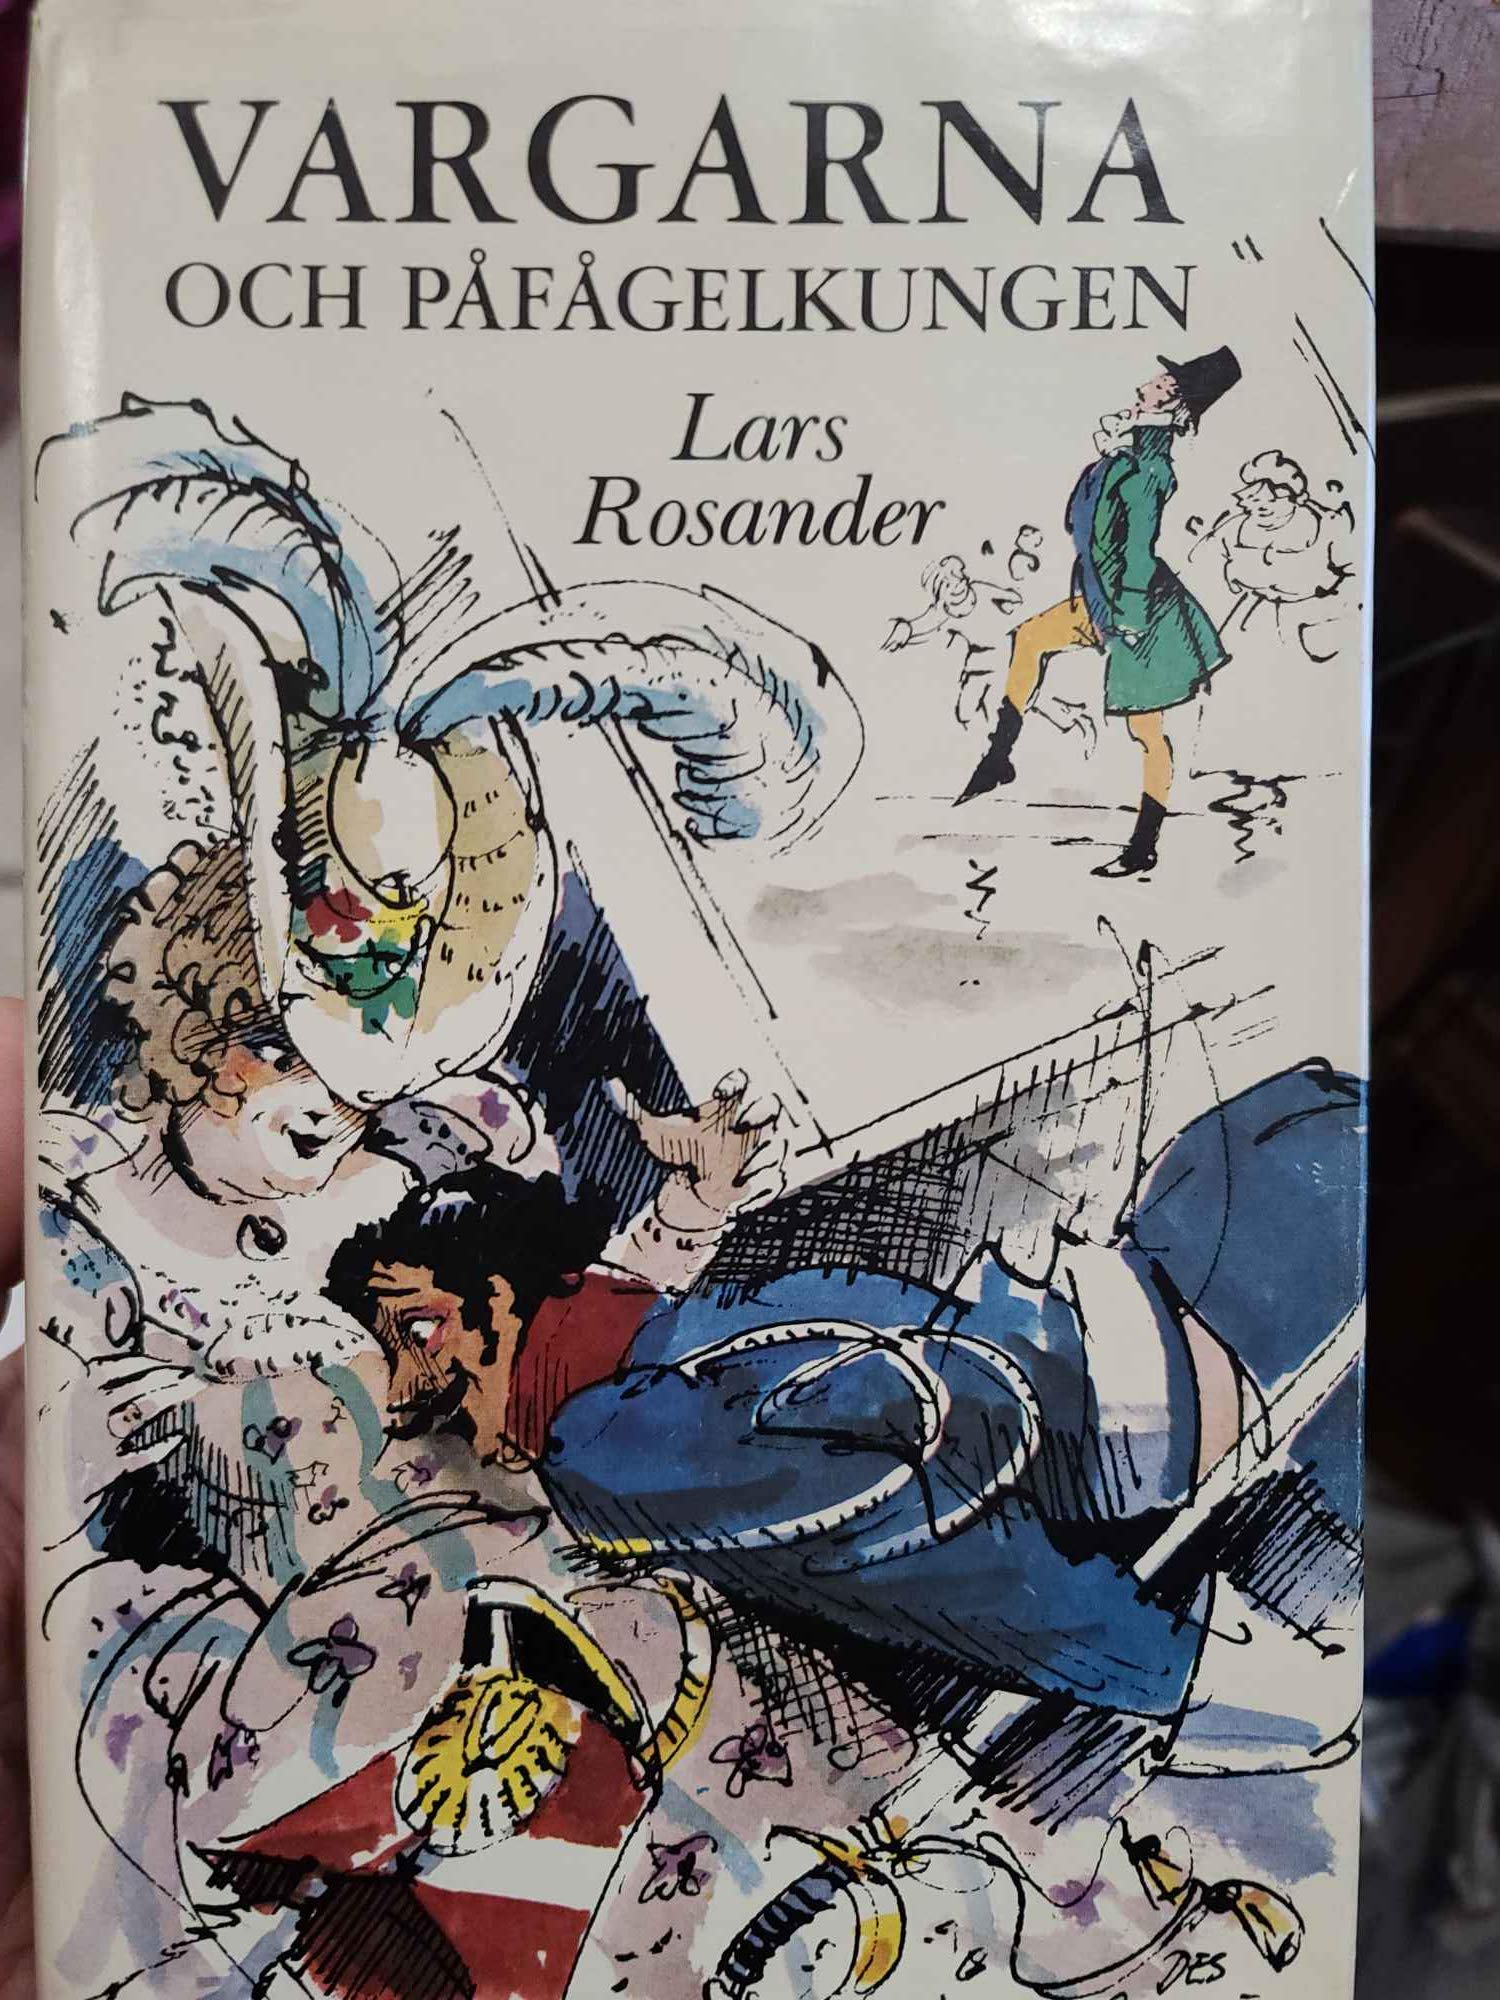 VARGARNA
OCH PÅFÅGELKUNGEN
Lars
Rosander
DES